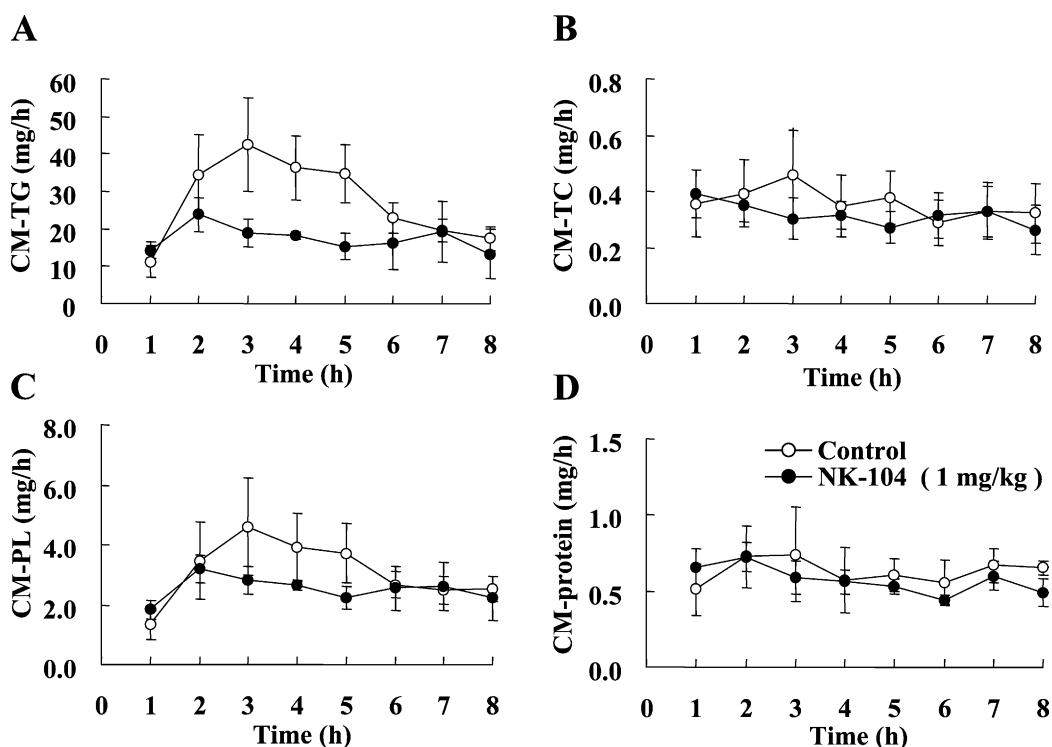 A
CM-TG (mg/h)
60
50
40
30
20
10
0
0 1 2 3 4 5 6 7 8
Time (h)
B
CM-TC (mg/h)
0.8
0.6
0.4
0.2
0.0
0 1 2 3 4 5 6 7 8
Time (h)
C
CM-PL (mg/h)
8.0
6.0
4.0
2.0
0.0
0 1 2 3 4 5 6 7 8
Time (h)
D
CM-protein (mg/h)
1.5
1.0
0.5
0.0
Control
NK-104 ( 1 mg/kg )
0 1 2 3 4 5 6 7 8
Time (h)